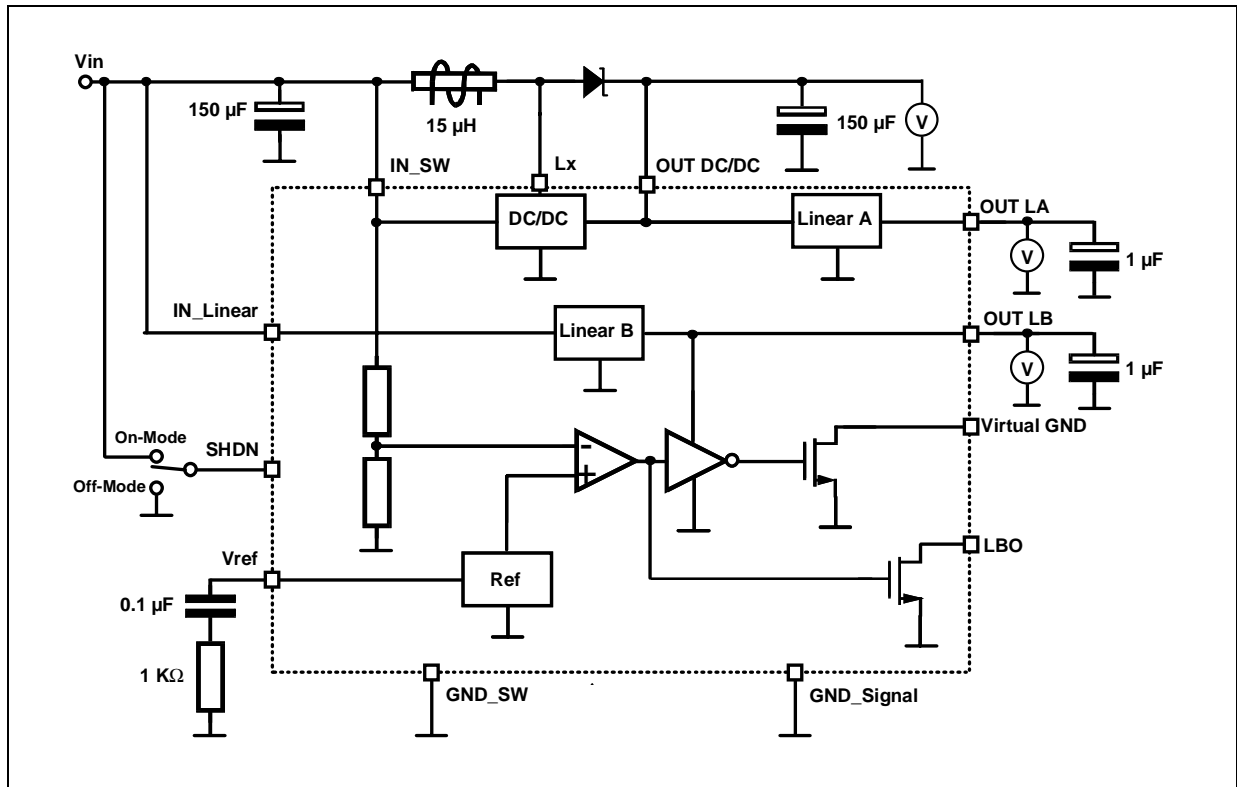 Vin
150 µF
15 µH
150 µF
V
IN_SW
Lx
OUT DC/DC
DC/DC
Linear A
OUT LA
V
1 µF
IN_Linear
Linear B
OUT LB
V
1 µF
On-Mode
SHDN
Off-Mode
-
+
Virtual GND
Vref
Ref
LBO
0.1 µF
1 KΩ
GND_SW
GND_Signal